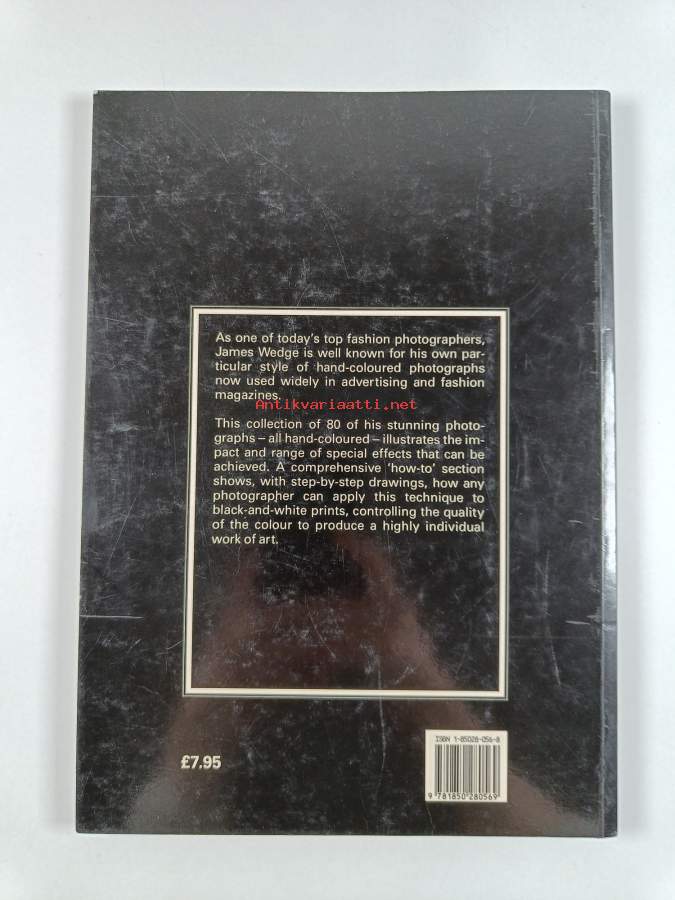 As one of today's top fashion photographers,
James Wedge is well known for his own par-
ticular style of hand-coloured photographs
now used widely in advertising and fashion
magazines.
Antikvariaatti.net
This collection of 80 of his stunning photo-
graphs – all hand-coloured – illustrates the im-
pact and range of special effects that can be
achieved. A comprehensive 'how-to' section
shows, with step-by-step drawings, how any
photographer can apply this technique to
black-and-white prints, controlling the quality
of the colour to produce a highly individual
work of art.
£7.95
ISBN 1-85028-056-8
9 781850 280569